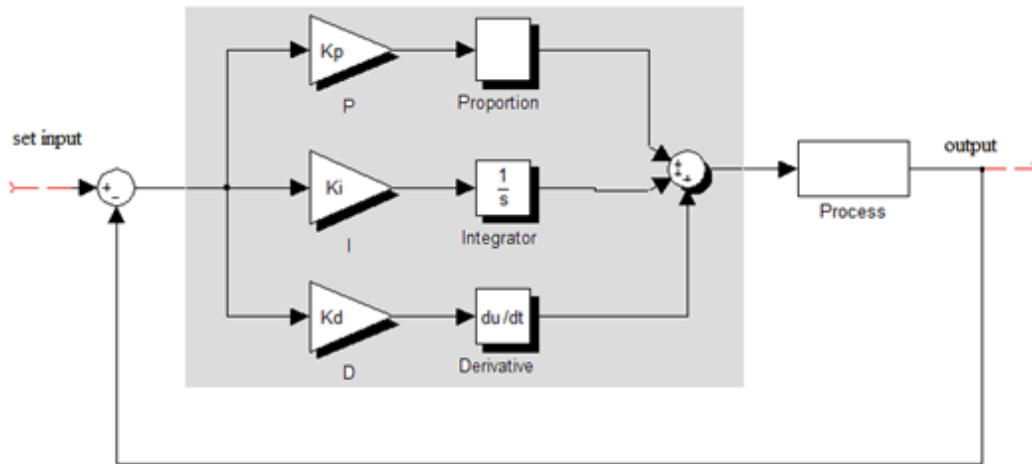 Kp
P
Proportion
set input
+
−
Ki
I
1
s
Integrator
+
+
+
output
Process
Kd
D
du/dt
Derivative